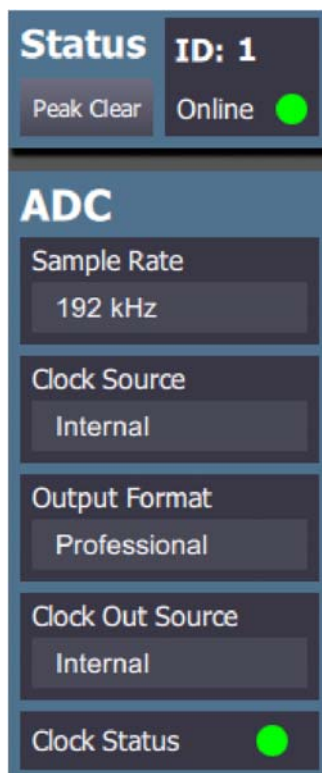 Status
ID: 1
Peak Clear
Online
ADC
Sample Rate
192 kHz
Clock Source
Internal
Output Format
Professional
Clock Out Source
Internal
Clock Status